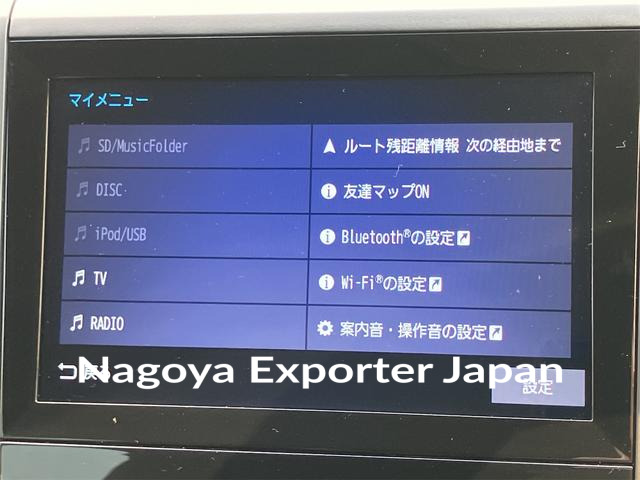 マイメニュー
SD/MusicFolder
ルート残距離情報 次の経由地まで
DISC
友達マップON
iPod/USB
Bluetooth®の設定
TV
Wi-Fi®の設定
RADIO
案内音・操作音の設定
戻る
Nagoya Exporter Japan
設定